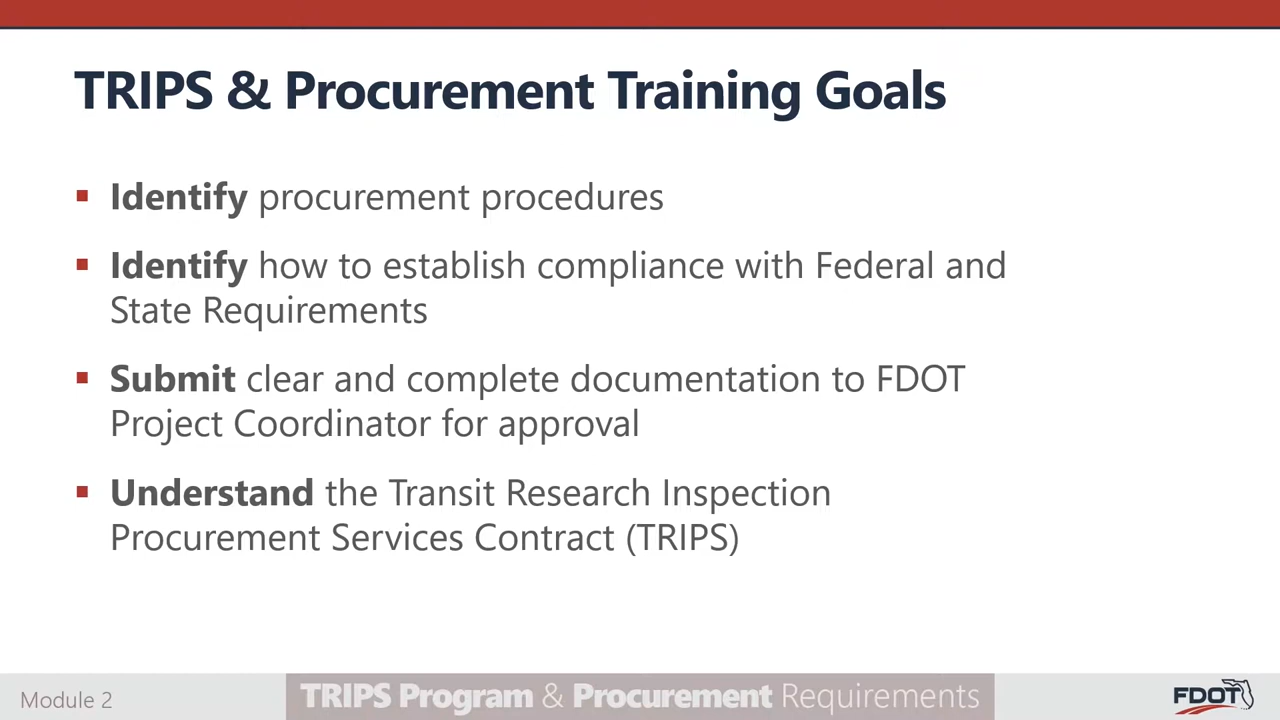 TRIPS & Procurement Training Goals
Identify procurement procedures
Identify how to establish compliance with Federal and
State Requirements
Submit clear and complete documentation to FDOT
Project Coordinator for approval
Understand the Transit Research Inspection
Procurement Services Contract (TRIPS)
Module 2
TRIPS Program & Procurement Requirements
FDOT